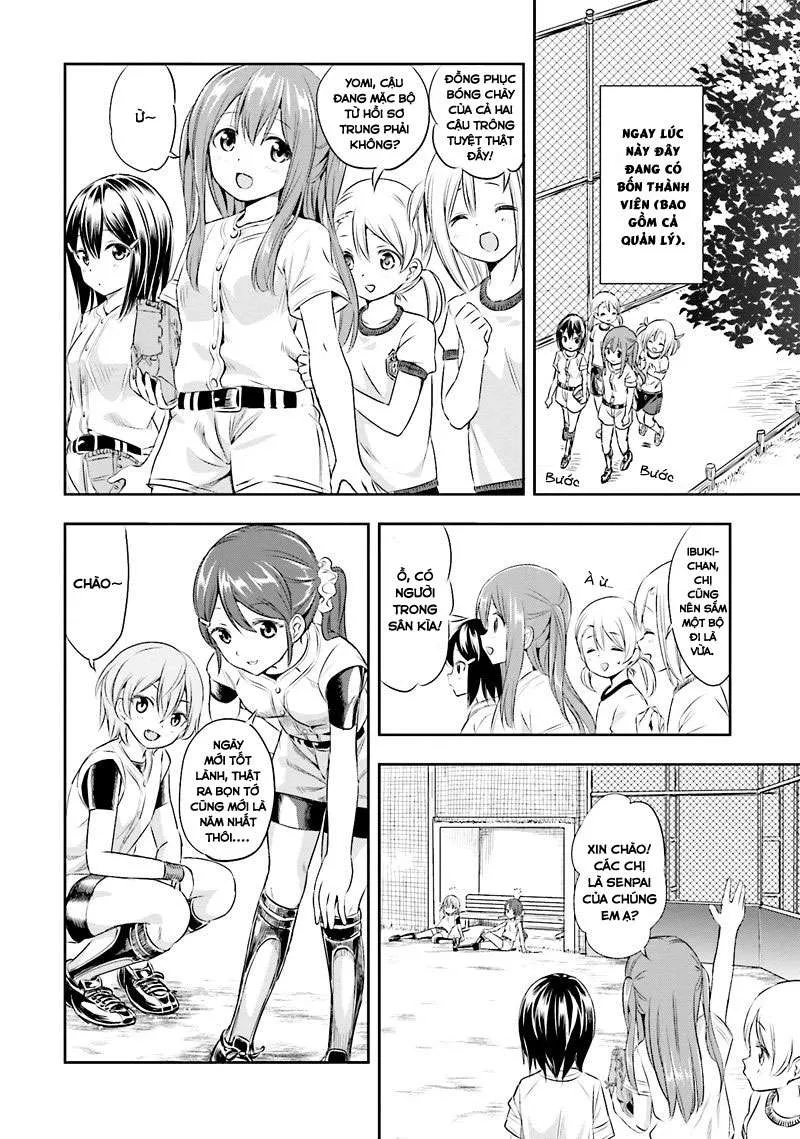 NGAY LÚC
NÀY ĐÂY
ĐANG CÓ
BỐN THÀNH
VIÊN (BAO
GỒM CẢ
QUẢN LÝ).
Bước
Bước
ĐỒNG PHỤC
BÓNG CHÀY
CỦA CẢ HAI
CẬU TRÔNG
TUYỆT THẬT
ĐẤY!
YOMI, CẬU
ĐANG MẶC BỘ
TỪ HỒI SƠ
TRUNG PHẢI
KHÔNG?
Ừ~
IBUKI-
CHAN, CHỊ
CŨNG
NÊN SẮM
MỘT BỘ
ĐI LÀ
VỪA.
À ừ..
Ồ, CÓ
NGƯỜI
TRONG
SÂN KÌA!
XIN CHÀO!
CÁC CHỊ
LÀ SENPAI
CỦA CHÚNG
EM Ạ?
CHÀO~
NGÀY
MỚI TỐT
LÀNH, THẬT
RA BỌN TỚ
CŨNG MỚI LÀ
NĂM NHẤT
THÔI....